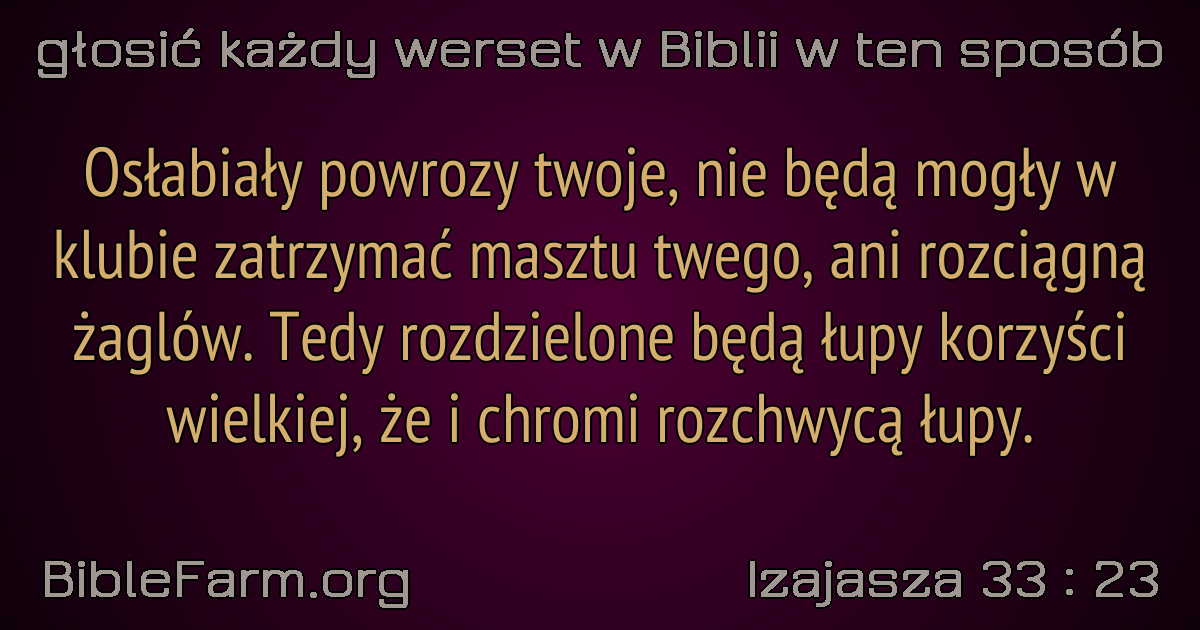 głosić każdy werset w Biblii w ten sposób
Osłabiały powrozy twoje, nie będą mogły w
klubie zatrzymać masztu twego, ani rozciągną
żaglów. Tedy rozdzielone będą łupy korzyści
wielkiej, że i chromi rozchwycą łupy.
BibleFarm.org
Izajasza 33 : 23